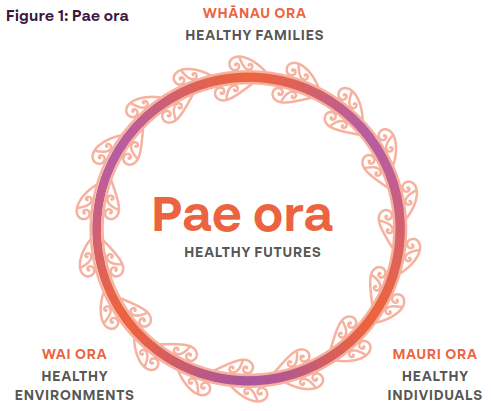 Figure 1: Pae ora
WHĀNAU ORA
HEALTHY FAMILIES
Pae ora
HEALTHY FUTURES
WAI ORA
HEALTHY
ENVIRONMENTS
MAURI ORA
HEALTHY
INDIVIDUALS